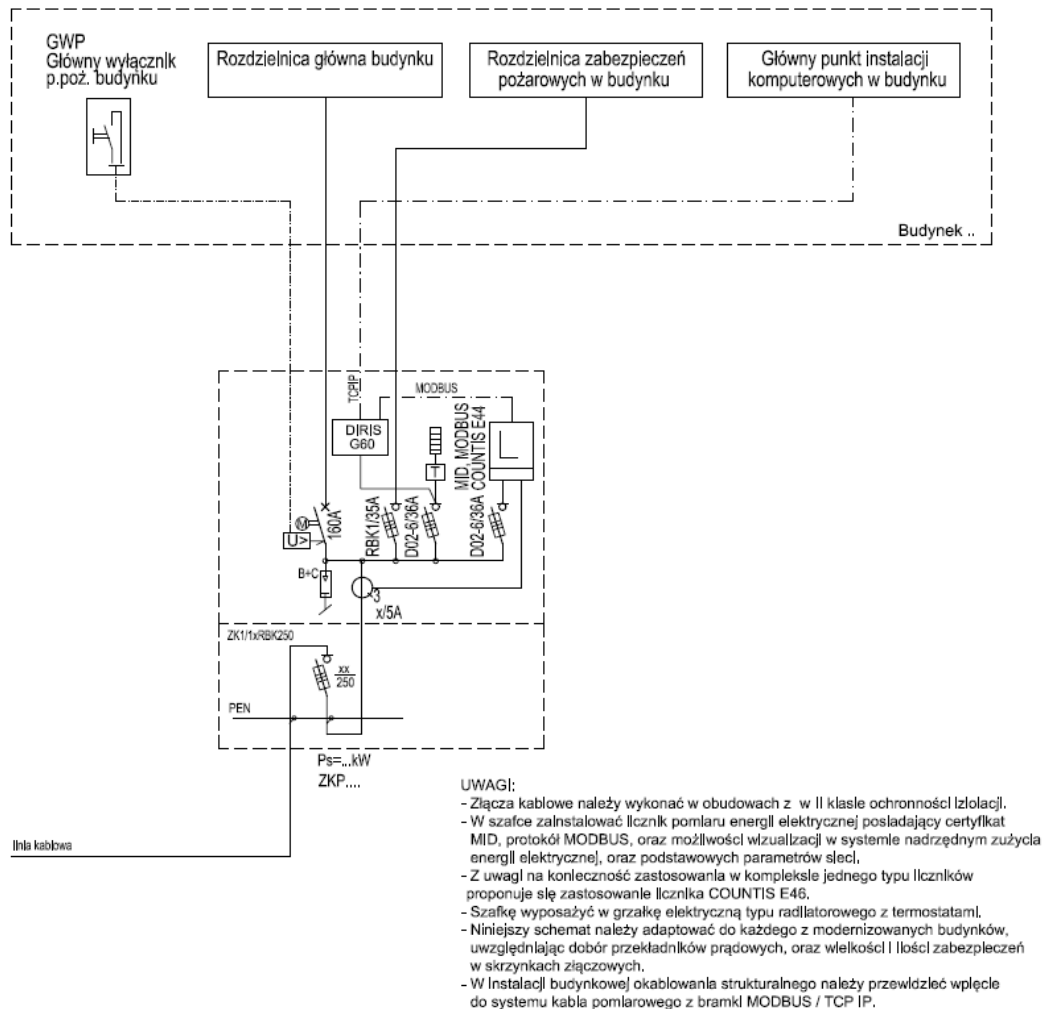 GWP
Główny wyłącznik
p.poż. budynku
Rozdzielnica główna budynku
Rozdzielnica zabezpieczeń
pożarowych w budynku
Główny punkt instalacji
komputerowych w budynku
Budynek ..
TCPIP
MODBUS
DIRIS
G60
T
MID, MODBUS
COUNTIS E44
L
M
160A
U>
RBK1/35A
D02-6/36A
D02-6/36A
B+C
3
x/5A
ZK1/1xRBK250
xx
250
PEN
Ps=...kW
ZKP....
linia kablowa
UWAGI:
- Złącza kablowe należy wykonać w obudowach z w II klasie ochronności izlolacji.
- W szafce zainstalować licznik pomiaru energii elektrycznej posiadający certyfikat
MID, protokół MODBUS, oraz możliwości wizualizacji w systemie nadrzędnym zużycia
energii elektrycznej, oraz podstawowych parametrów sieci.
- Z uwagi na konieczność zastosowania w kompleksie jednego typu liczników
proponuje się zastosowanie licznika COUNTIS E46.
- Szafkę wyposażyć w grzałkę elektryczną typu radiiatorowego z termostatami.
- Niniejszy schemat należy adaptować do każdego z modernizowanych budynków,
uwzględniając dobór przekładników prądowych, oraz wielkości i ilości zabezpieczeń
w skrzynkach złączowych.
- W instalacji budynkowej okablowania strukturalnego należy przewidzieć wpięcie
do systemu kabla pomiarowego z bramki MODBUS / TCP IP.